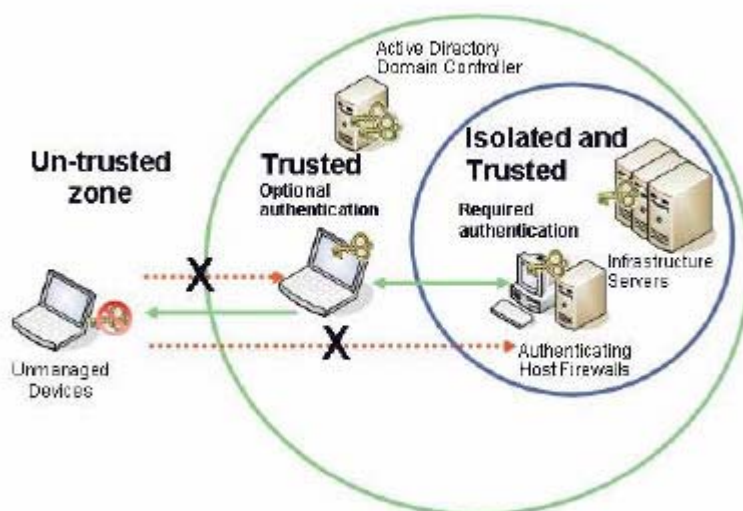 Active Directory
Domain Controller
Un-trusted
zone
Trusted
Optional
authentication
Isolated and
Trusted
Required
authentication
Infrastructure
Servers
X
X
Unmanaged
Devices
Authenticating
Host Firewalls